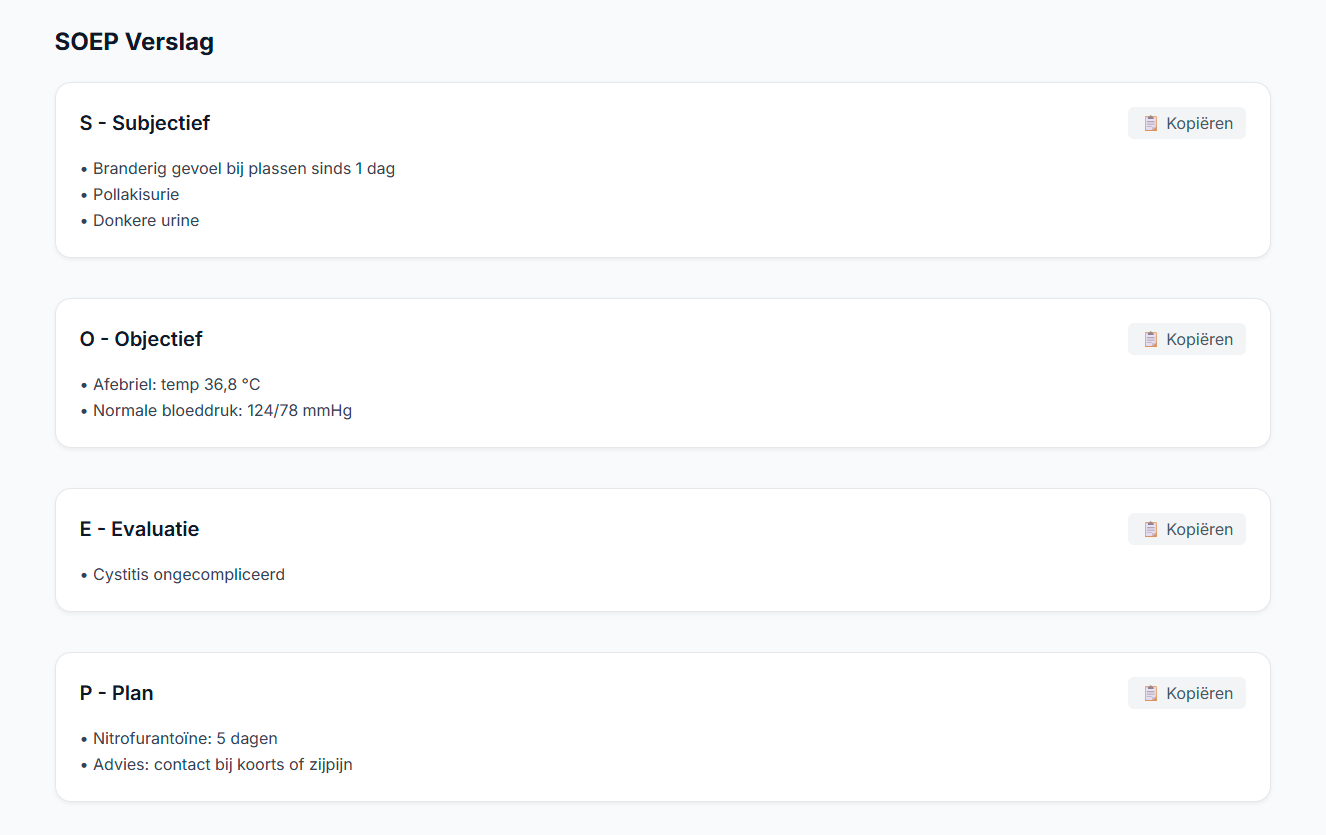 SOEP Verslag
S - Subjectief
📋 Kopiëren
• Branderig gevoel bij plassen sinds 1 dag
• Pollakisurie
• Donkere urine
O - Objectief
📋 Kopiëren
• Afebriel: temp 36,8 °C
• Normale bloeddruk: 124/78 mmHg
E - Evaluatie
📋 Kopiëren
• Cystitis ongecompliceerd
P - Plan
📋 Kopiëren
• Nitrofurantoïne: 5 dagen
• Advies: contact bij koorts of zijpijn